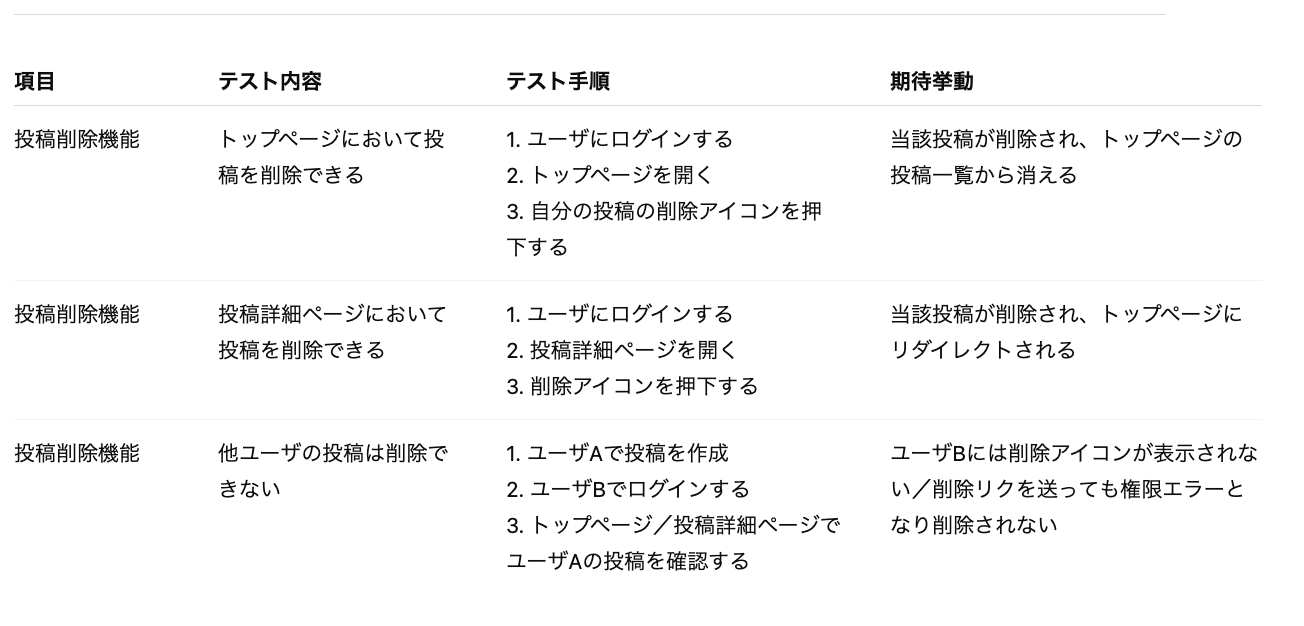 項目 テスト内容 テスト手順 期待挙動
投稿削除機能
トップページにおいて投
稿を削除できる
1. ユーザにログインする
2. トップページを開く
3. 自分の投稿の削除アイコンを押
下する
当該投稿が削除され、トップページの
投稿一覧から消える
投稿削除機能
投稿詳細ページにおいて
投稿を削除できる
1. ユーザにログインする
2. 投稿詳細ページを開く
3. 削除アイコンを押下する
当該投稿が削除され、トップページに
リダイレクトされる
投稿削除機能
他ユーザの投稿は削除で
きない
1. ユーザAで投稿を作成
2. ユーザBでログインする
3. トップページ／投稿詳細ページで
ユーザAの投稿を確認する
ユーザBには削除アイコンが表示されな
い／削除リクを送っても権限エラーと
なり削除されない